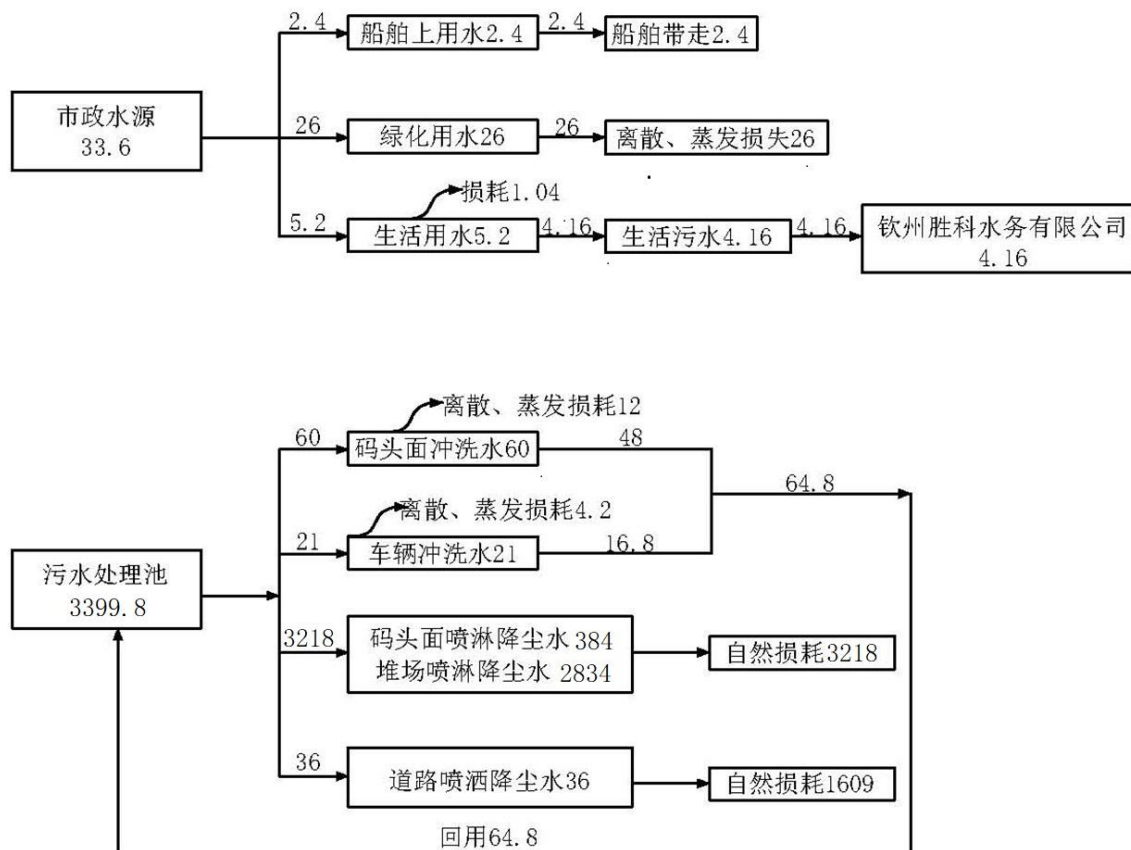 2.4
船舶上用水2.4
2.4
船舶带走2.4
市政水源
33.6
26
绿化用水26
26
离散、蒸发损失26
损耗1.04
5.2
生活用水5.2
4.16
生活污水4.16
4.16
钦州胜科水务有限公司
4.16
离散、蒸发损耗12
60
码头面冲洗水60
48
64.8
离散、蒸发损耗4.2
21
车辆冲洗水21
16.8
污水处理池
3399.8
3218
码头面喷淋降尘水 384
堆场喷淋降尘水 2834
自然损耗3218
36
道路喷洒降尘水36
自然损耗1609
回用64.8